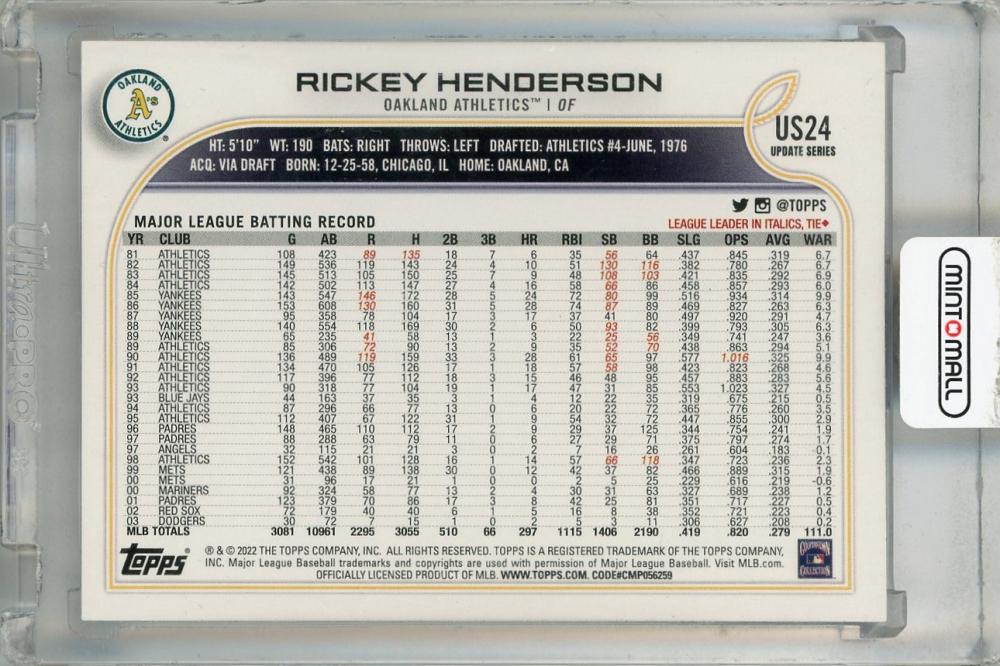 OAKLAND
A's
ATHLETICS
®
RICKEY HENDERSON
OAKLAND ATHLETICS™ | OF
US24
UPDATE SERIES
HT: 5'10" WT: 190 BATS: RIGHT THROWS: LEFT DRAFTED: ATHLETICS #4-JUNE, 1976
ACQ: VIA DRAFT BORN: 12-25-58, CHICAGO, IL HOME: OAKLAND, CA
@TOPPS
MAJOR LEAGUE BATTING RECORD LEAGUE LEADER IN ITALICS, TIE♦
YR CLUB G AB R H 2B 3B HR RBI SB BB SLG OPS AVG WAR
81 ATHLETICS 108 423 89 135 18 7 6 35 56 64 .437 .845 .319 6.7
82 ATHLETICS 149 536 119 143 24 4 10 51 130 116 .382 .780 .267 6.7
83 ATHLETICS 145 513 105 150 25 7 9 48 108 103 .421 .835 .292 6.9
84 ATHLETICS 142 502 113 147 27 4 16 58 66 86 .458 .857 .293 6.0
85 YANKEES 143 547 146 172 28 5 24 72 80 99 .516 .934 .314 9.9
86 YANKEES 153 608 130 160 31 5 28 74 87 89 .469 .827 .263 6.3
87 YANKEES 95 358 78 104 17 3 17 37 41 80 .497 .920 .291 4.7
88 YANKEES 140 554 118 169 30 2 6 50 93 82 .399 .793 .305 6.3
89 YANKEES 65 235 41 58 13 1 3 22 25 56 .349 .741 .247 3.6
89 ATHLETICS 85 306 72 90 13 2 9 35 52 70 .438 .863 .294 5.1
90 ATHLETICS 136 489 119 159 33 3 28 61 65 97 .577 1.016 .325 9.9
91 ATHLETICS 134 470 105 126 17 1 18 57 58 98 .423 .823 .268 4.6
92 ATHLETICS 117 396 77 112 18 3 15 46 48 95 .457 .883 .283 5.6
93 ATHLETICS 90 318 77 104 19 1 17 47 31 85 .553 1.023 .327 4.5
93 BLUE JAYS 44 163 37 35 3 1 4 12 22 35 .319 .675 .215 0.5
94 ATHLETICS 87 296 66 77 13 0 6 20 22 72 .365 .776 .260 3.5
95 ATHLETICS 112 407 67 122 31 1 9 54 32 72 .447 .855 .300 2.9
96 PADRES 148 465 110 112 17 2 9 29 37 125 .344 .754 .241 1.9
97 PADRES 88 288 63 79 11 0 6 27 29 71 .375 .797 .274 1.7
97 ANGELS 32 115 21 21 3 0 2 7 16 26 .261 .604 .183 -0.1
98 ATHLETICS 152 542 101 128 16 1 14 57 66 118 .347 .723 .236 2.3
99 METS 121 438 89 138 30 0 12 42 37 82 .466 .889 .315 1.9
00 METS 31 96 17 21 1 0 0 2 5 25 .229 .616 .219 -0.6
00 MARINERS 92 324 58 77 13 2 4 30 31 63 .327 .689 .238 1.2
01 PADRES 123 379 70 86 17 3 8 42 25 81 .351 .717 .227 0.5
02 RED SOX 72 179 40 40 6 1 5 16 8 38 .352 .721 .223 0.4
03 DODGERS 30 72 7 15 1 0 2 5 3 11 .306 .627 .208 0.2
MLB TOTALS 3081 10961 2295 3055 510 66 297 1115 1406 2190 .419 .820 .279 111.0
Topps
® & © 2022 THE TOPPS COMPANY, INC. ALL RIGHTS RESERVED. TOPPS IS A REGISTERED TRADEMARK OF THE TOPPS COMPANY,
INC. Major League Baseball trademarks and copyrights are used with permission of Major League Baseball. Visit MLB.com.
OFFICIALLY LICENSED PRODUCT OF MLB. WWW.TOPPS.COM. CODE#CMP056259
COOPERSTOWN
COLLECTION
MINT MALL
Ultra PRO